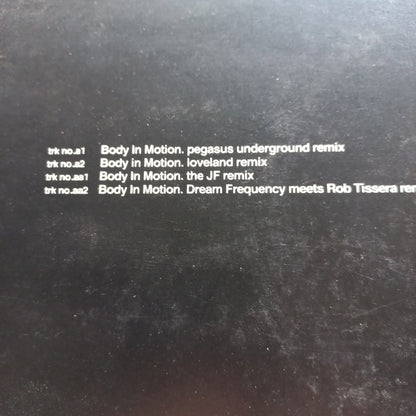 trk no.a1 Body In Motion. pegasus underground remix
trk no.a2 Body in Motion. loveland remix
trk no.aa1 Body In Motion. the JF remix
trk no.aa2 Body In Motion. Dream Frequency meets Rob Tissera